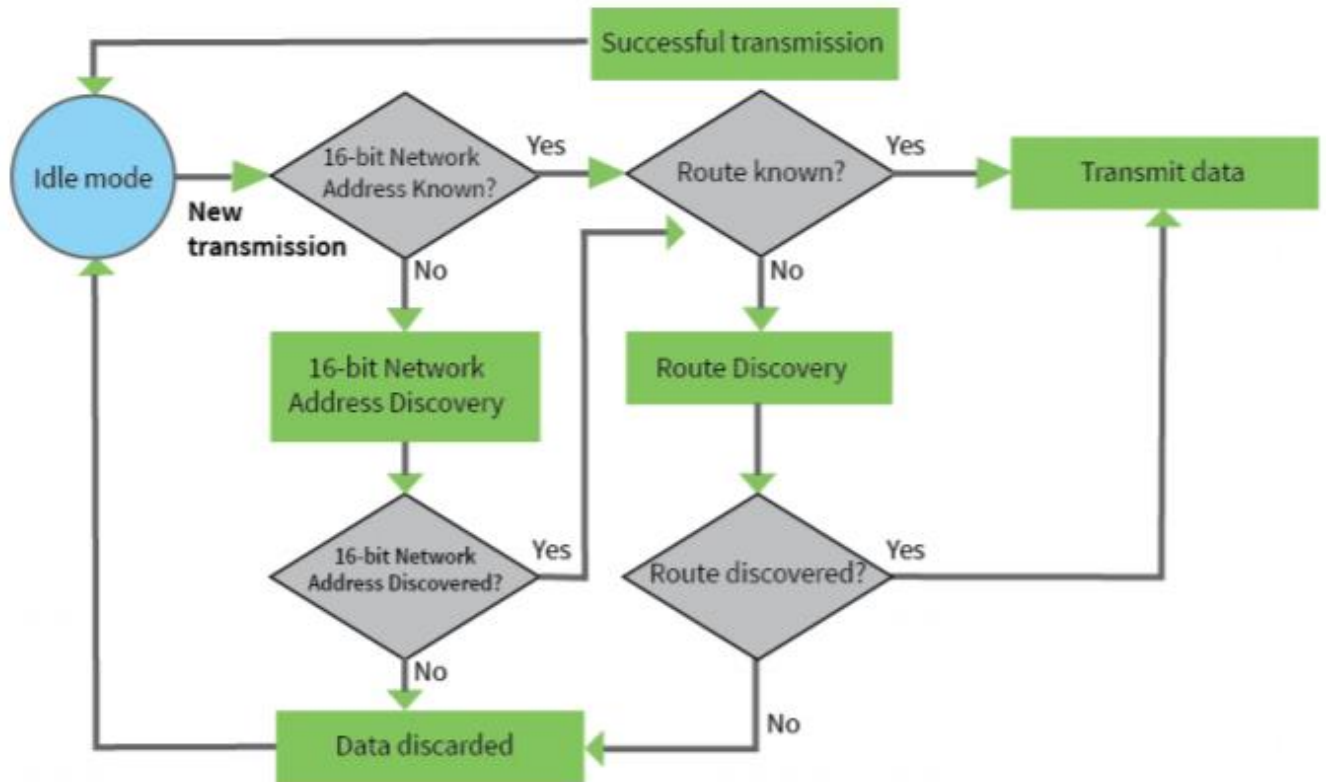 Successful transmission
Idle mode
New
transmission
16-bit Network
Address Known?
Yes
Route known?
Yes
Transmit data
No
No
16-bit Network
Address Discovery
Route Discovery
16-bit Network
Address Discovered?
Yes
Route discovered?
Yes
No
No
Data discarded